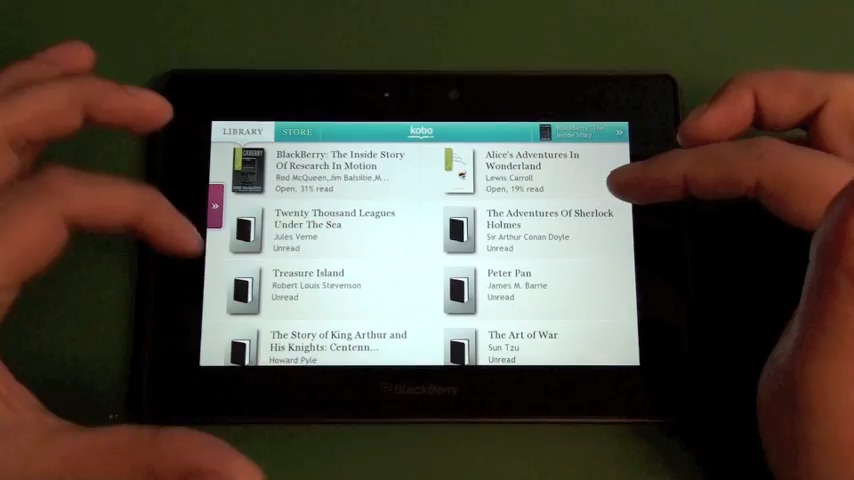 LIBRARY
STORE
kobo
BlackBerry: The
Inside Story ...
»
BlackBerry: The Inside Story
Of Research In Motion
Rod McQueen,Jim Balsillie,M...
Open, 31% read
Alice's Adventures In
Wonderland
Lewis Carroll
Open, 19% read
»
Twenty Thousand Leagues
Under The Sea
Jules Verne
Unread
The Adventures Of Sherlock
Holmes
Sir Arthur Conan Doyle
Unread
Treasure Island
Robert Louis Stevenson
Unread
Peter Pan
James M. Barrie
Unread
The Story of King Arthur and
His Knights: Centenn...
Howard Pyle
The Art of War
Sun Tzu
Unread
BlackBerry